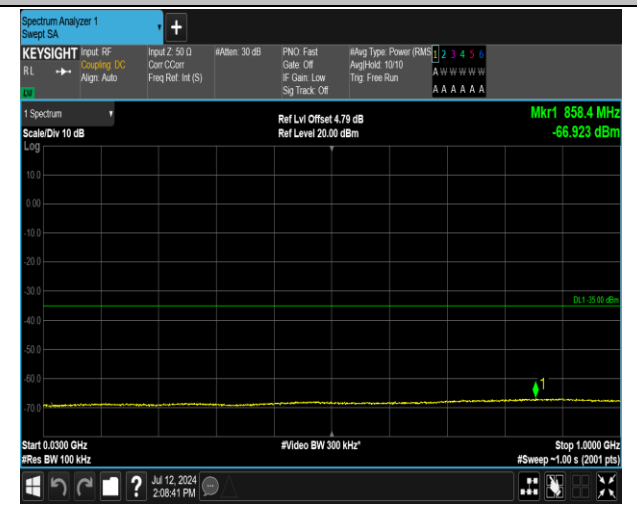 Spectrum Analyzer 1
Swept SA
+
KEYSIGHT Input: RF Input Z: 50 Ω #Atten: 30 dB PNO: Fast #Avg Type: Power (RMS 1 2 3 4 5 6
RL Coupling: DC Corr CCorr Gate: Off Avg|Hold: 10/10 A W W W W W
Align: Auto Freq Ref: Int (S) IF Gain: Low Trig: Free Run
LW Sig Track: Off A A A A A A
1 Spectrum Ref Lvl Offset 4.79 dB Mkr1 858.4 MHz
Scale/Div 10 dB Ref Level 20.00 dBm -66.923 dBm
Log
10.0
0.00
-10.0
-20.0
-30.0
DL1 -35.00 dBm
-40.0
-50.0
-60.0
1
-70.0
Start 0.0300 GHz #Video BW 300 kHz* Stop 1.0000 GHz
#Res BW 100 kHz #Sweep ~1.00 s (2001 pts)
? Jul 12, 2024
2:08:41 PM